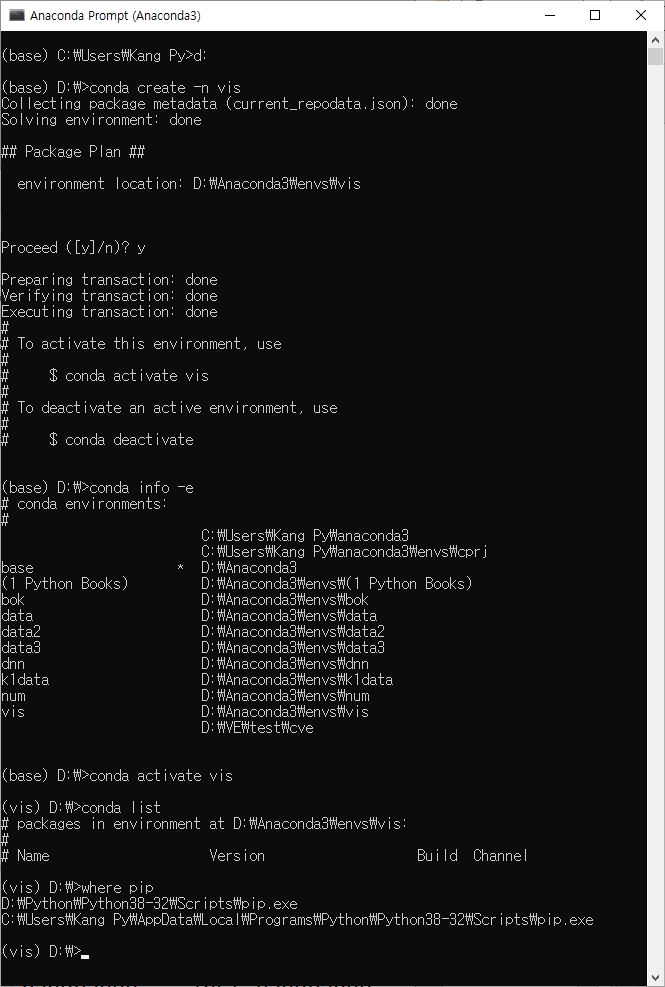 Anaconda Prompt (Anaconda3)
(base) C:₩Users₩Kang Py>d:
(base) D:₩>conda create -n vis
Collecting package metadata (current_repodata.json): done
Solving environment: done
## Package Plan ##
environment location: D:₩Anaconda3₩envs₩vis
Proceed ([y]/n)? y
Preparing transaction: done
Verifying transaction: done
Executing transaction: done
#
# To activate this environment, use
#
#     $ conda activate vis
#
# To deactivate an active environment, use
#
#     $ conda deactivate
(base) D:₩>conda info -e
# conda environments:
#
                         C:₩Users₩Kang Py₩anaconda3
                         C:₩Users₩Kang Py₩anaconda3₩envs₩cprj
base                  *  D:₩Anaconda3
(1 Python Books)         D:₩Anaconda3₩envs₩(1 Python Books)
bok                      D:₩Anaconda3₩envs₩bok
data                     D:₩Anaconda3₩envs₩data
data2                    D:₩Anaconda3₩envs₩data2
data3                    D:₩Anaconda3₩envs₩data3
dnn                      D:₩Anaconda3₩envs₩dnn
k1data                   D:₩Anaconda3₩envs₩k1data
num                      D:₩Anaconda3₩envs₩num
vis                      D:₩Anaconda3₩envs₩vis
                         D:₩VE₩test₩cve
(base) D:₩>conda activate vis
(vis) D:₩>conda list
# packages in environment at D:₩Anaconda3₩envs₩vis:
#
# Name                    Version                   Build  Channel
(vis) D:₩>where pip
D:₩Python₩Python38-32₩Scripts₩pip.exe
C:₩Users₩Kang Py₩AppData₩Local₩Programs₩Python₩Python38-32₩Scripts₩pip.exe
(vis) D:₩>